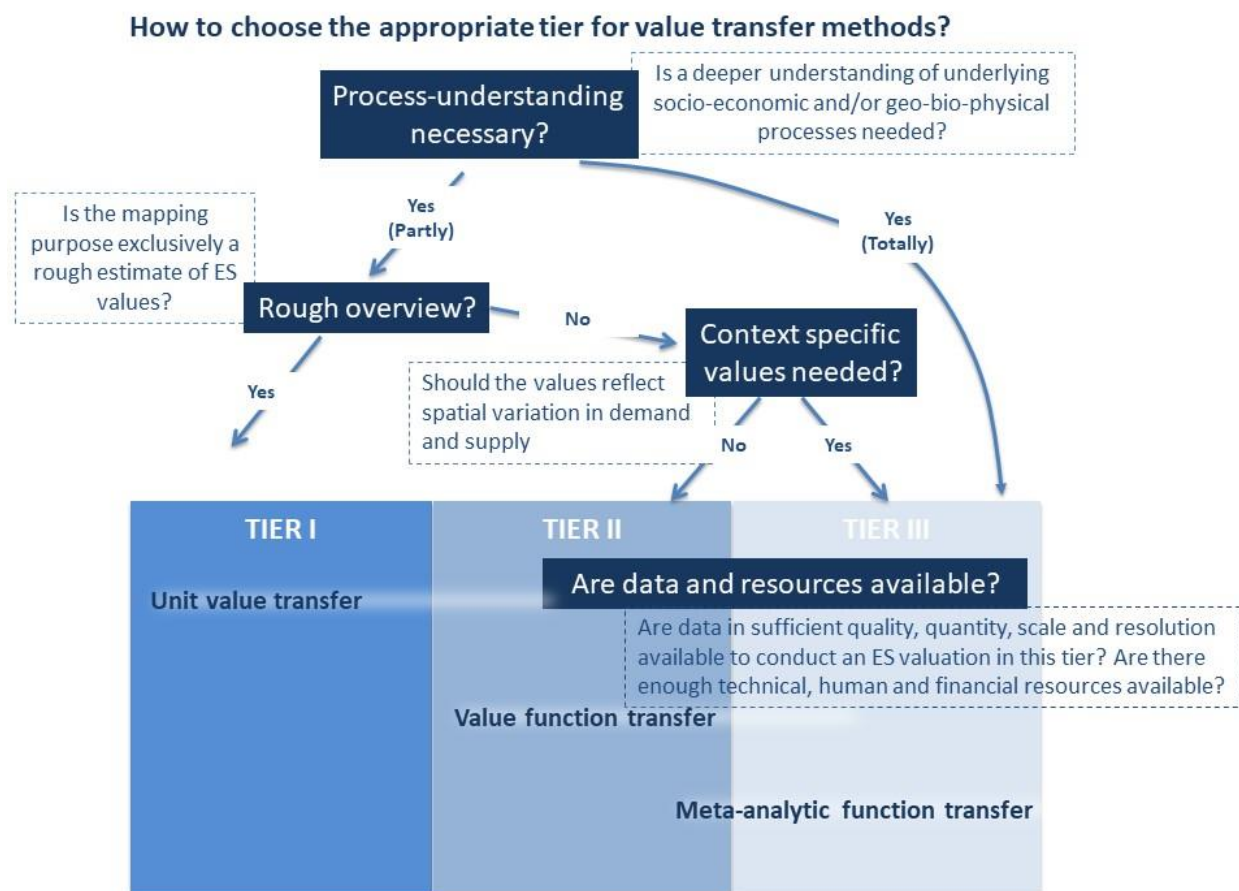 How to choose the appropriate tier for value transfer methods?
Process-understanding
necessary?
Is a deeper understanding of underlying
socio-economic and/or geo-bio-physical
processes needed?
Yes
(Partly)
Yes
(Totally)
Is the mapping
purpose exclusively a
rough estimate of ES
values?
Rough overview?
No
Context specific
values needed?
Yes
Should the values reflect
spatial variation in demand
and supply
No
Yes
TIER I
TIER II
TIER III
Are data and resources available?
Unit value transfer
Are data in sufficient quality, quantity, scale and resolution
available to conduct an ES valuation in this tier? Are there
enough technical, human and financial resources available?
Value function transfer
Meta-analytic function transfer